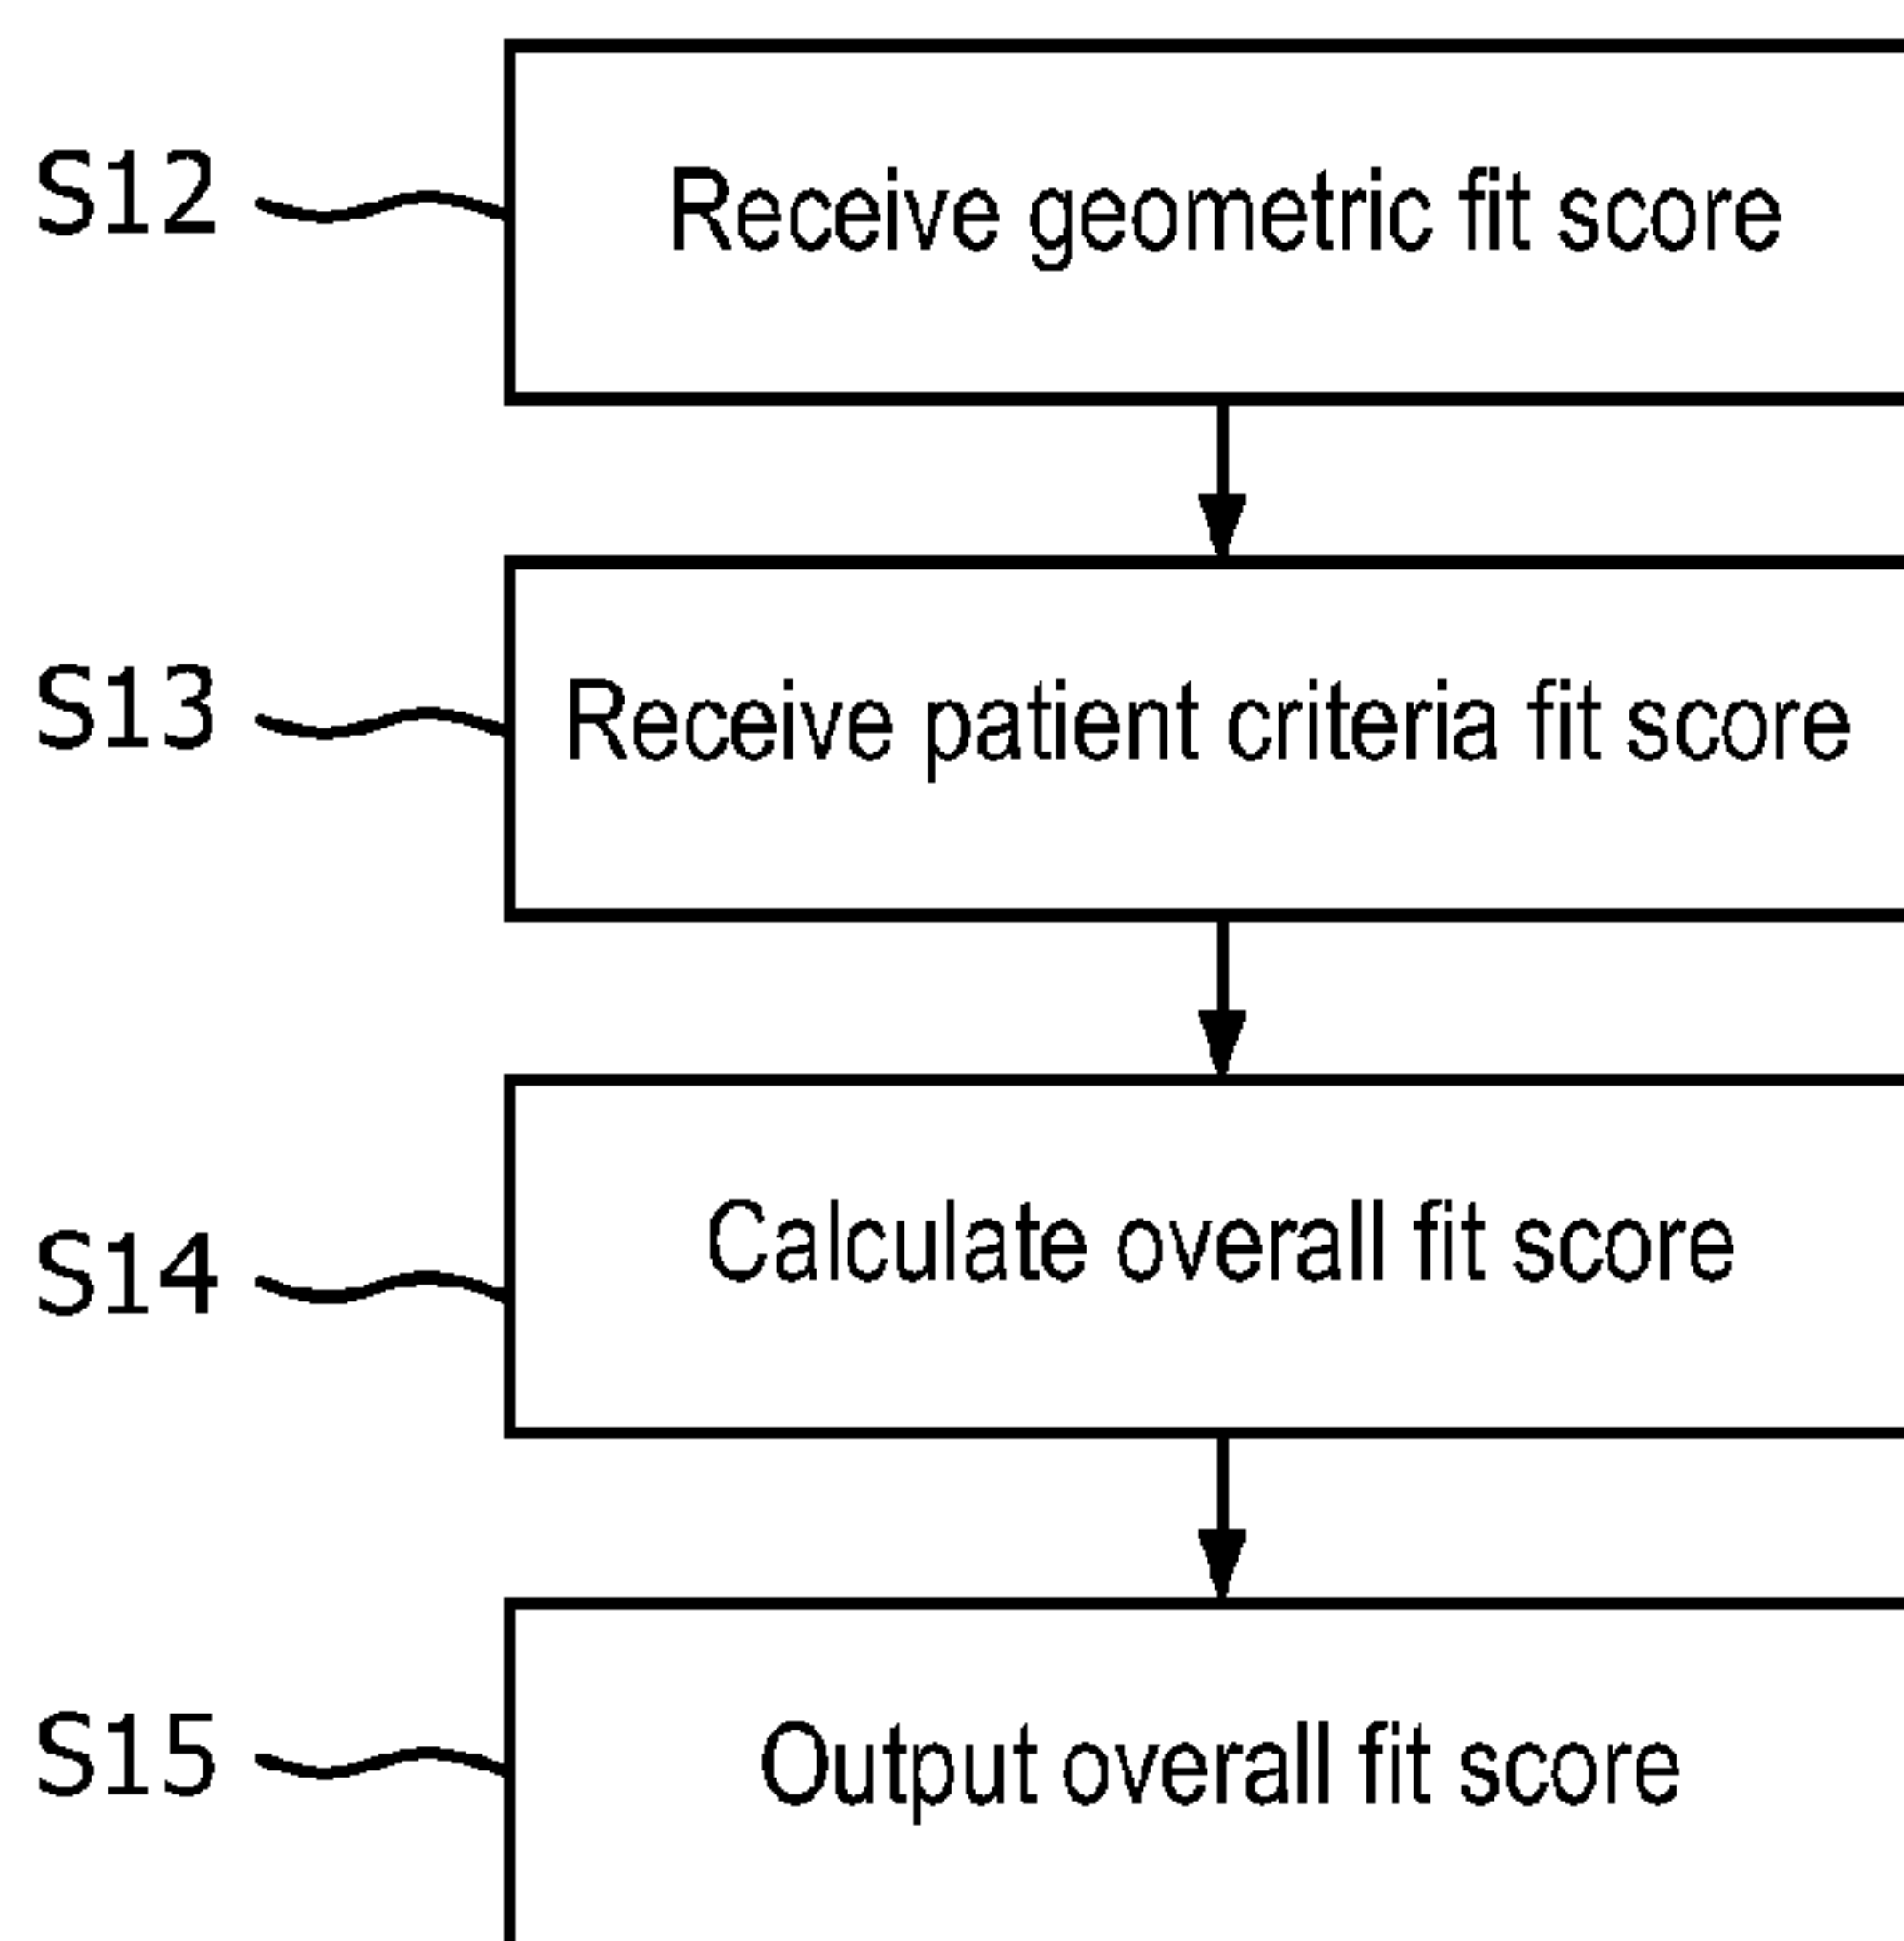 S12 Receive geometric fit score
S13 Receive patient criteria fit score
S14 Calculate overall fit score
S15 Output overall fit score